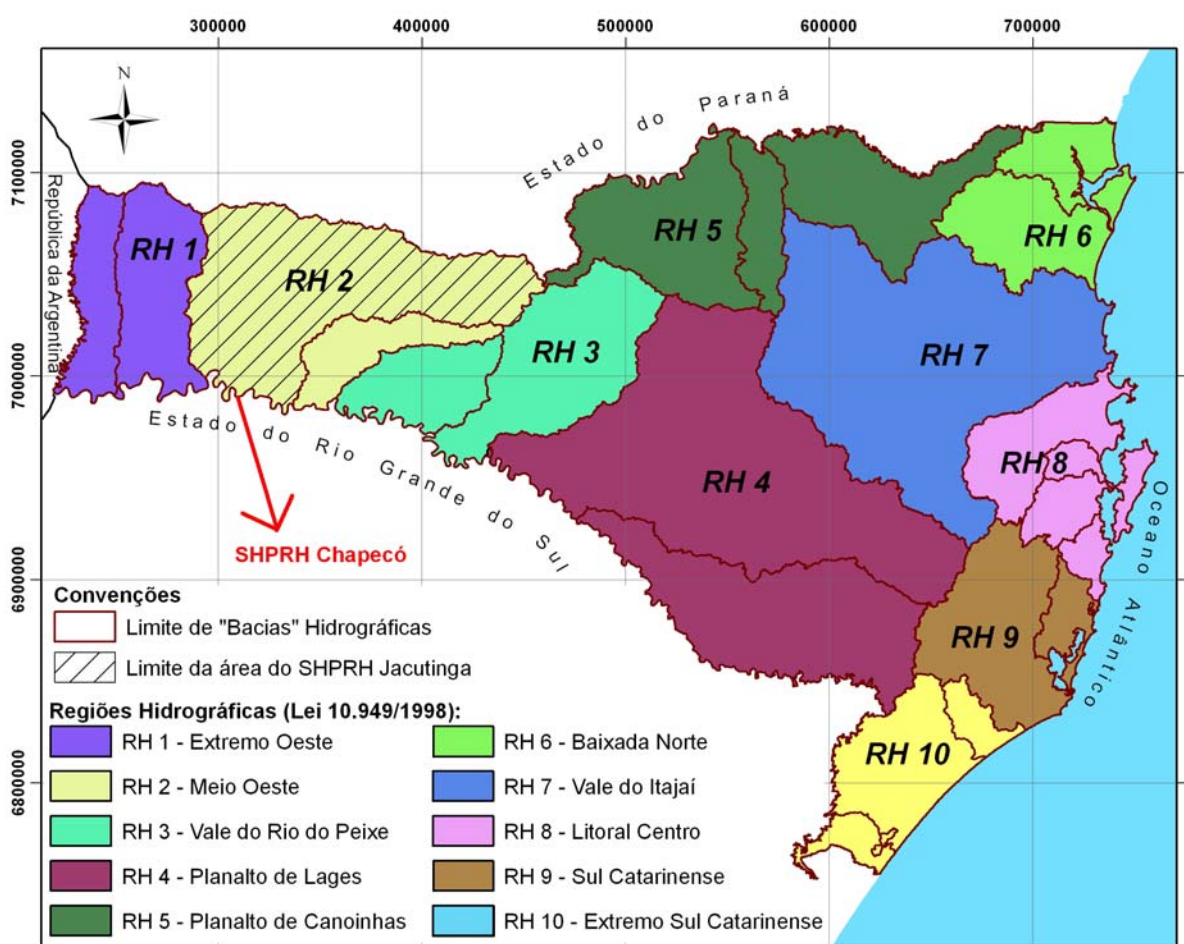 300000 400000 500000 600000 700000
N
Estado do Paraná
7100000
República da Argentina
RH 1
RH 2
RH 5
RH 6
RH 3
RH 7
7000000
Estado do Rio Grande do Sul
RH 4
RH 8
SHPRH Chapecó
Oceano Atlântico
6900000
RH 9
RH 10
6800000
Convenções
Limite de "Bacias" Hidrográficas
Limite da área do SHPRH Jacutinga
Regiões Hidrográficas (Lei 10.949/1998):
RH 1 - Extremo Oeste
RH 2 - Meio Oeste
RH 3 - Vale do Rio do Peixe
RH 4 - Planalto de Lages
RH 5 - Planalto de Canoinhas
RH 6 - Baixada Norte
RH 7 - Vale do Itajaí
RH 8 - Litoral Centro
RH 9 - Sul Catarinense
RH 10 - Extremo Sul Catarinense